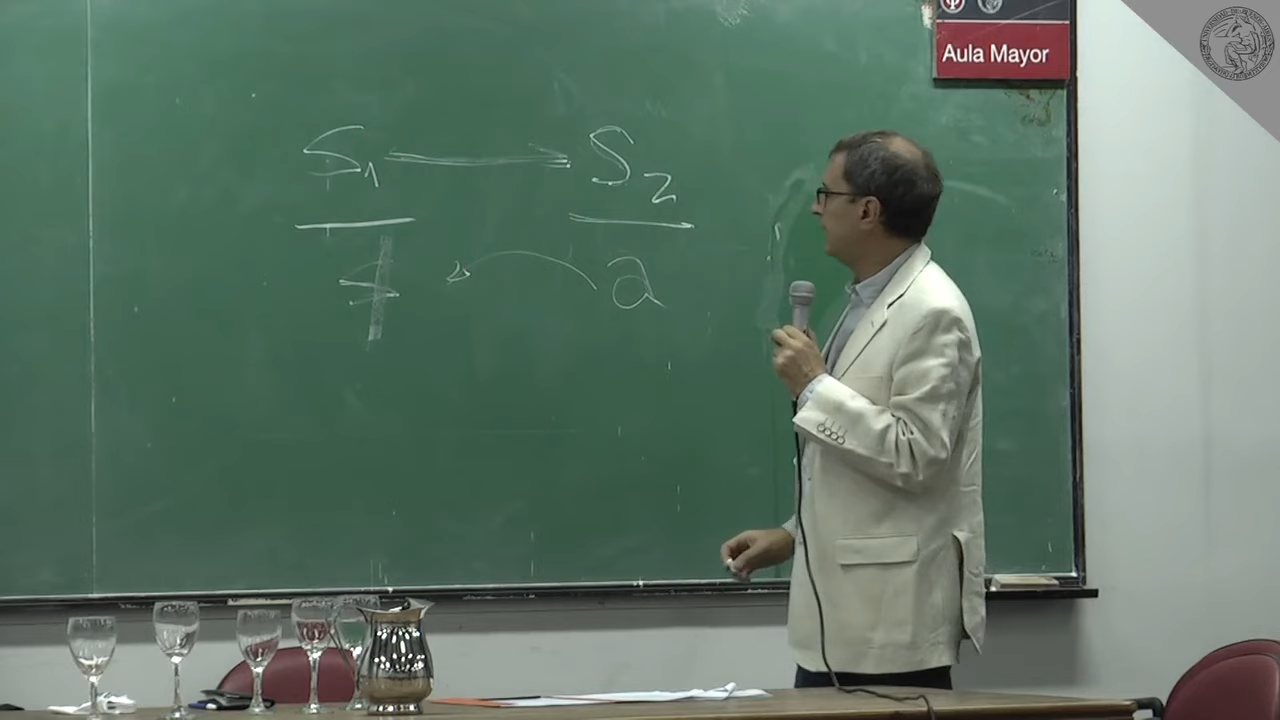 Aula Mayor
S1 → S2
$ ← a